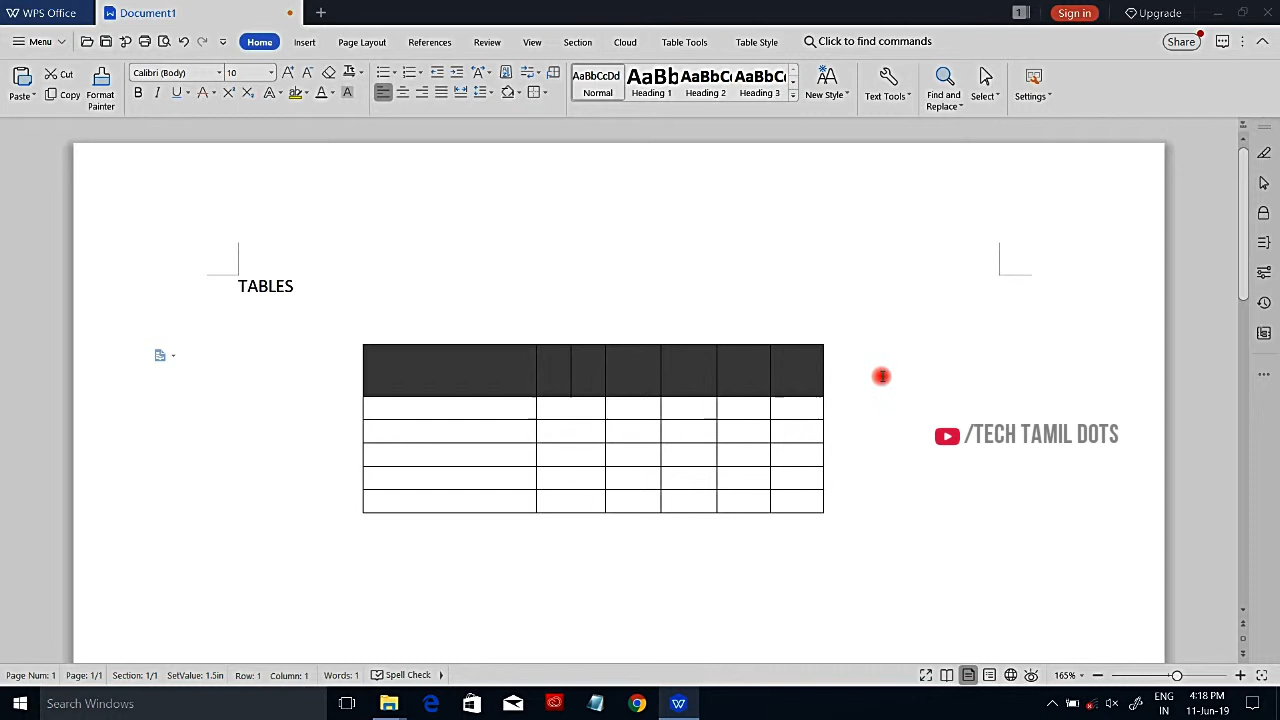 WPS Office Document1 1 Sign in Upgrade
Menu Home Insert Page Layout References Review View Section Cloud Table Tools Table Style Click to find commands Share
Paste Cut Copy Format Painter Calibri (Body) 10 AaBbCcDd Normal AaBb Heading 1 AaBbC Heading 2 AaBbC Heading 3 New Style Text Tools Find and Replace Select Settings
B I U A X² X₂ A A A
TABLES
/TECH TAMIL DOTS
Page Num: 1 Page: 1/1 Section: 1/1 SetValue: 1.5in Row: 1 Column: 1 Words: 1 Spell Check 165%
Search Windows ENG IN 4:18 PM 11-Jun-19